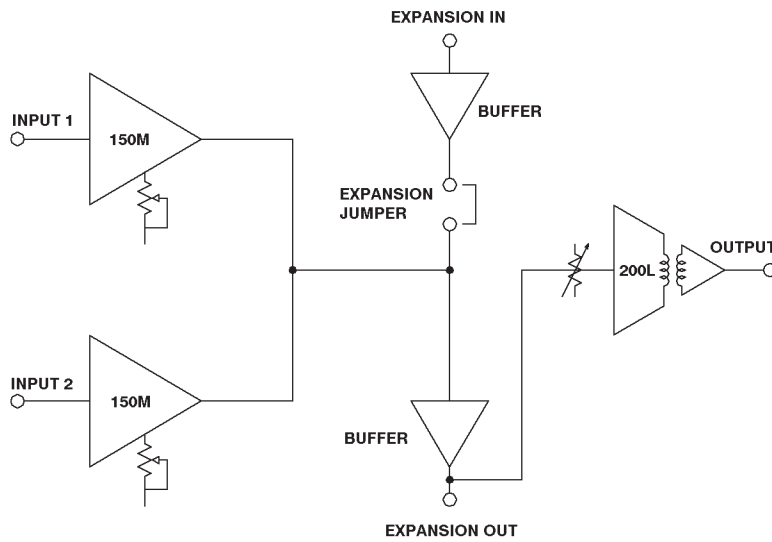 EXPANSION IN
INPUT 1
150M
BUFFER
EXPANSION
JUMPER
OUTPUT
200L
INPUT 2
150M
BUFFER
EXPANSION OUT